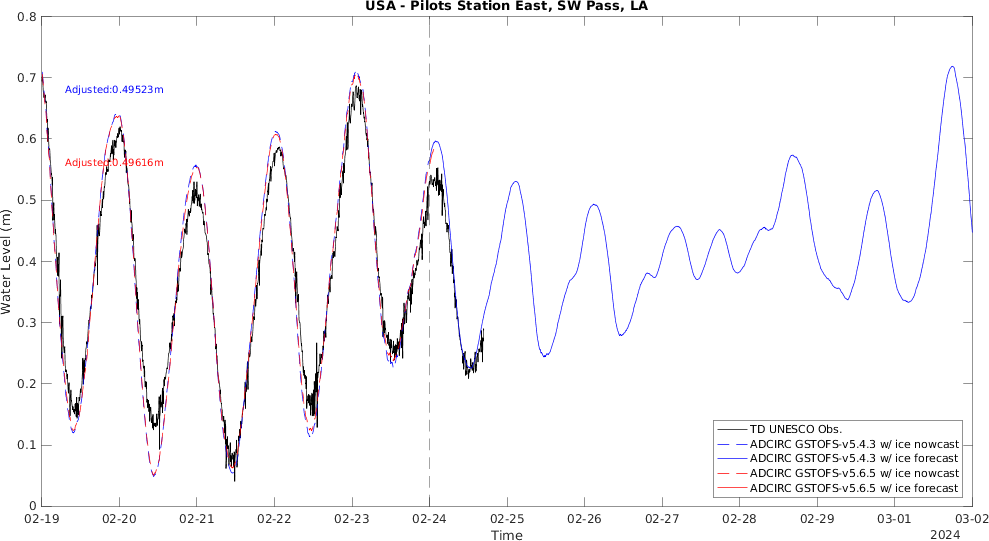 USA - Pilots Station East, SW Pass, LA
0.8
0.7
0.6
0.5
0.4
0.3
0.2
0.1
0
Water Level (m)
Adjusted:0.49523m
Adjusted:0.49616m
TD UNESCO Obs.
ADCIRC GSTOFS-v5.4.3 w/ ice nowcast
ADCIRC GSTOFS-v5.4.3 w/ ice forecast
ADCIRC GSTOFS-v5.6.5 w/ ice nowcast
ADCIRC GSTOFS-v5.6.5 w/ ice forecast
02-19 02-20 02-21 02-22 02-23 02-24 02-25 02-26 02-27 02-28 02-29 03-01 03-02
Time
2024